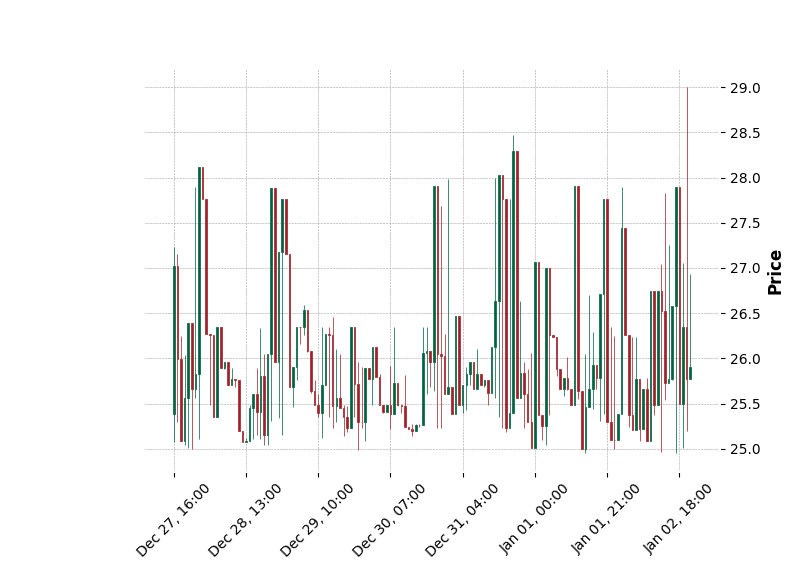 29.0
28.5
28.0
27.5
27.0
26.5
26.0
25.5
25.0
Price
Dec 27, 16:00
Dec 28, 13:00
Dec 29, 10:00
Dec 30, 07:00
Dec 31, 04:00
Jan 01, 00:00
Jan 01, 21:00
Jan 02, 18:00